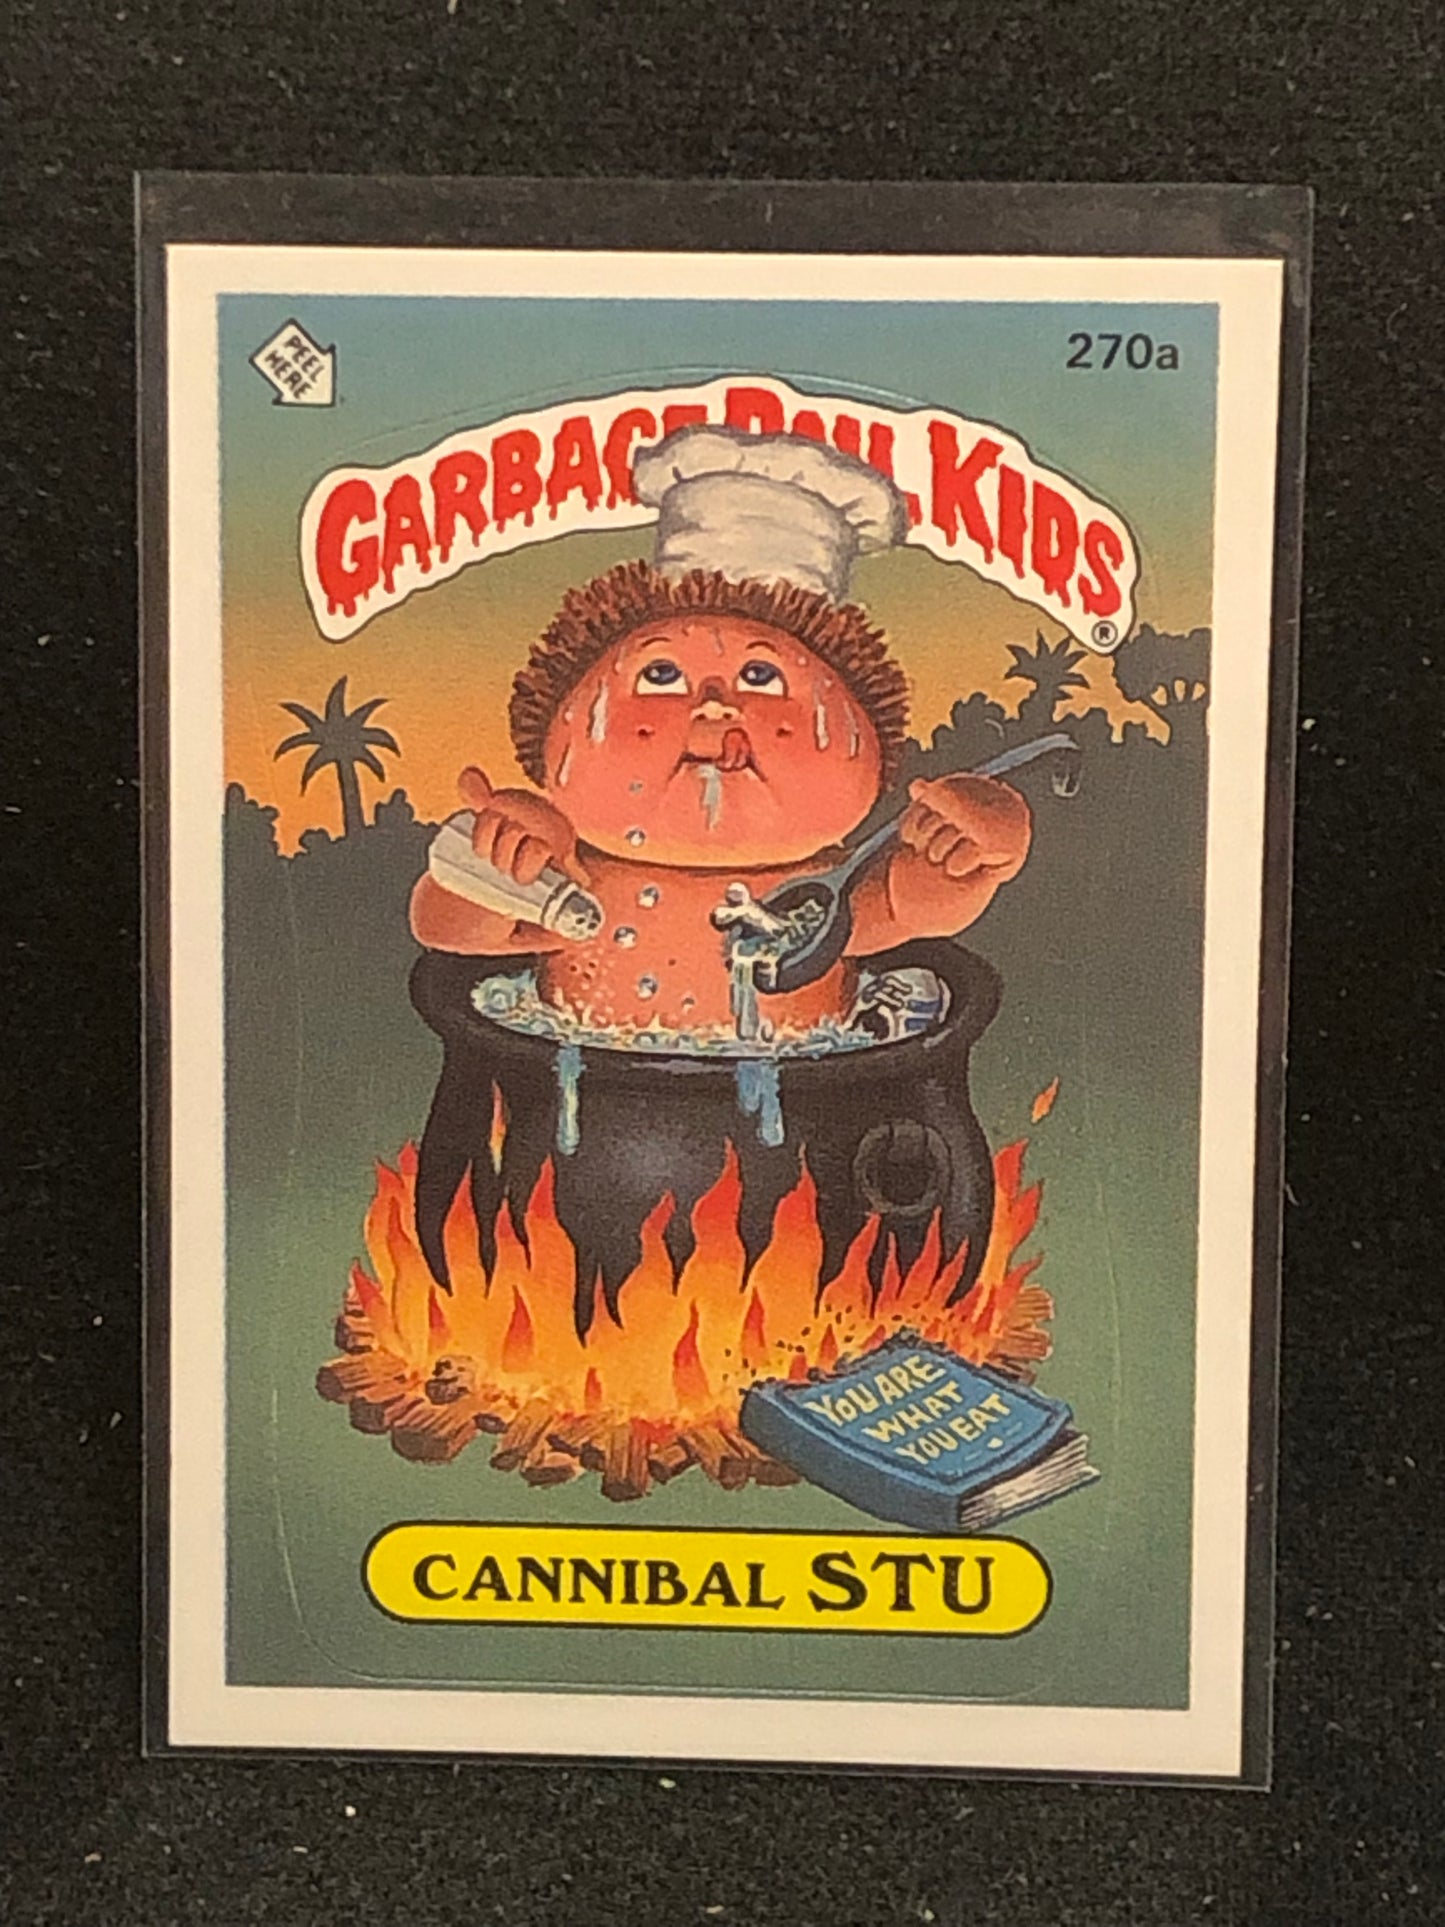 PEEL
HERE
270a
GARBAGE PAIL KIDS
®
YOU ARE
WHAT
YOU EAT
CANNIBAL STU